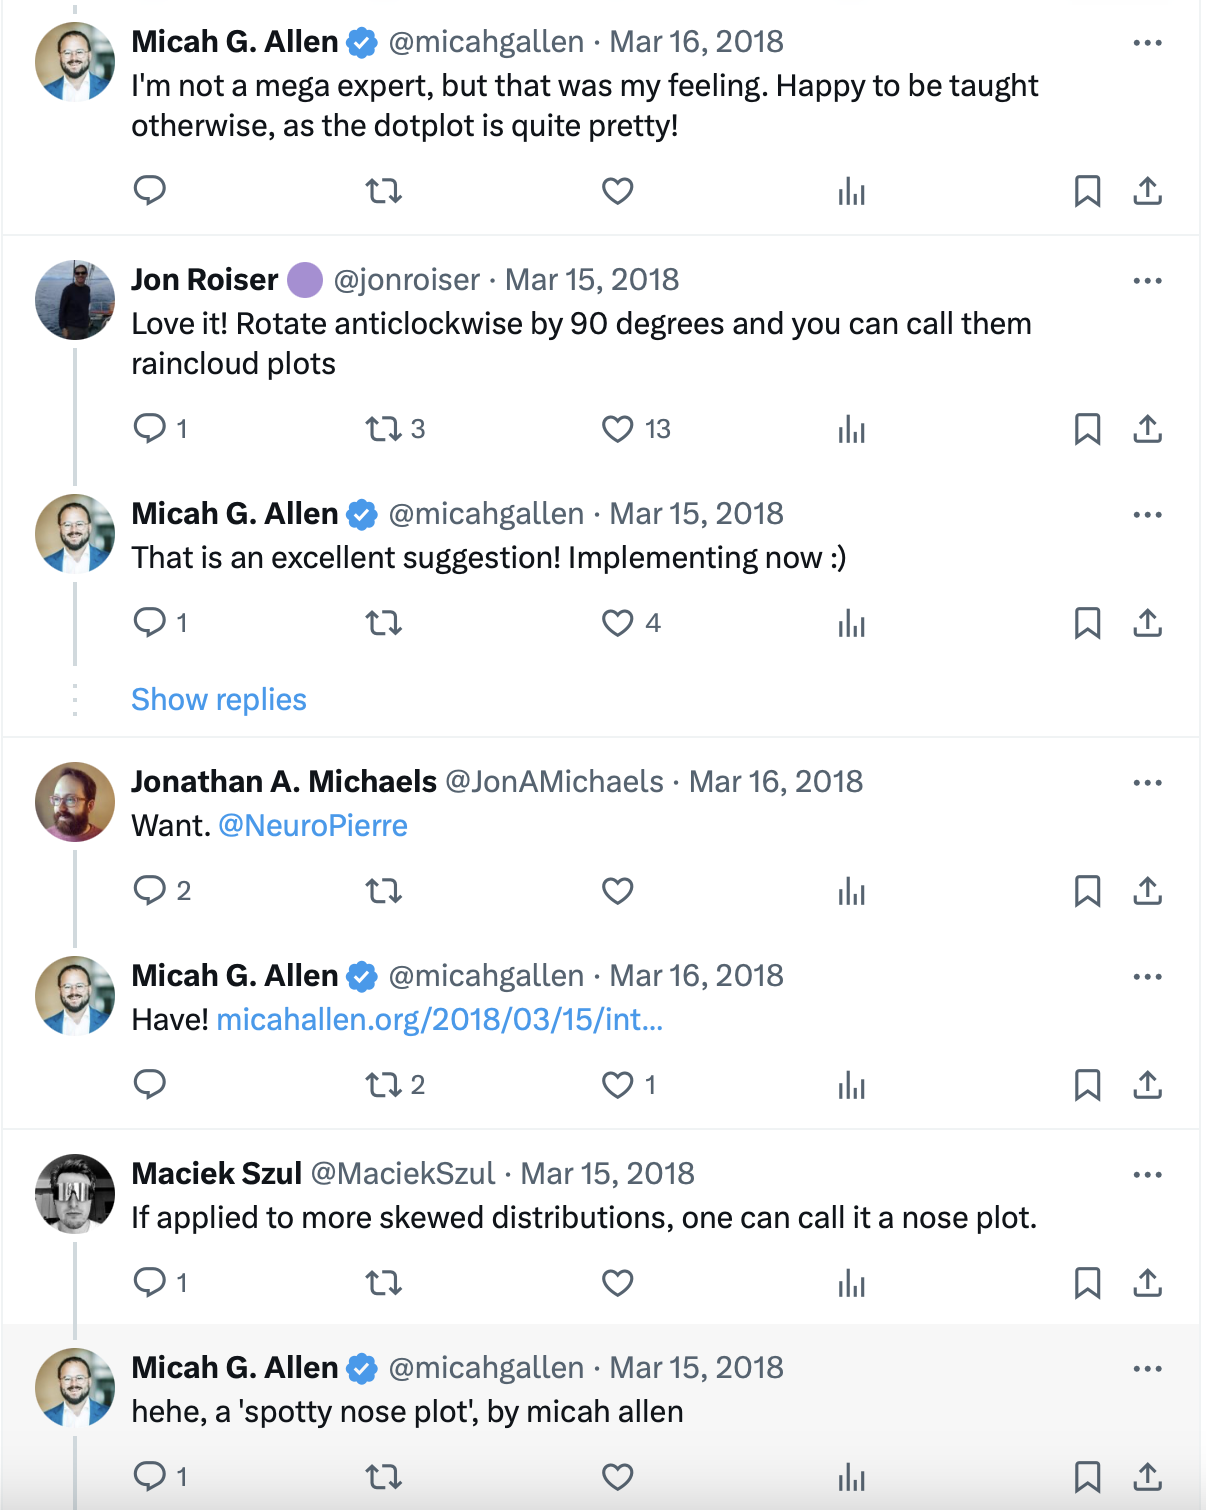 Micah G. Allen @micahgallen · Mar 16, 2018
I'm not a mega expert, but that was my feeling. Happy to be taught
otherwise, as the dotplot is quite pretty!
Jon Roiser @jonroiser · Mar 15, 2018
Love it! Rotate anticlockwise by 90 degrees and you can call them
raincloud plots
1 3 13
Micah G. Allen @micahgallen · Mar 15, 2018
That is an excellent suggestion! Implementing now :)
1 4
Show replies
Jonathan A. Michaels @JonAMichaels · Mar 16, 2018
Want. @NeuroPierre
2
Micah G. Allen @micahgallen · Mar 16, 2018
Have! micahallen.org/2018/03/15/int...
2 1
Maciek Szul @MaciekSzul · Mar 15, 2018
If applied to more skewed distributions, one can call it a nose plot.
1
Micah G. Allen @micahgallen · Mar 15, 2018
hehe, a 'spotty nose plot', by micah allen
1